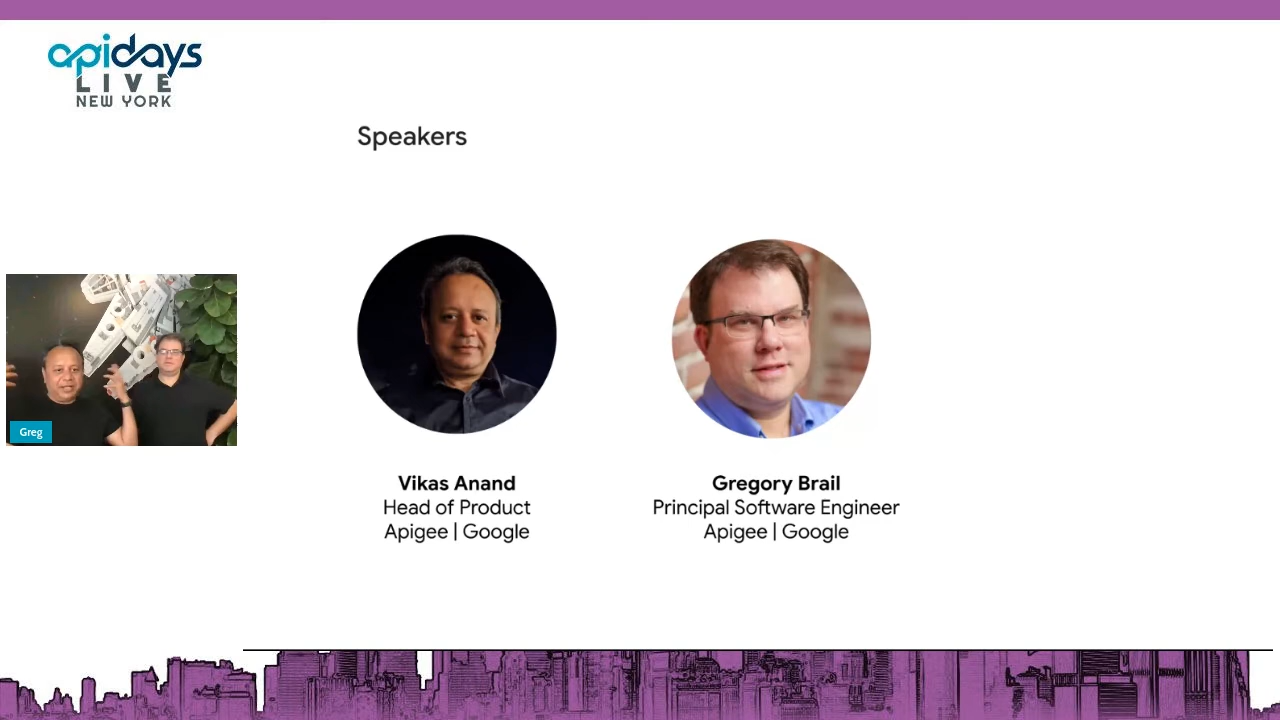 apidays
LIVE
NEW YORK
Speakers
Greg
Vikas Anand
Head of Product
Apigee | Google
Gregory Brail
Principal Software Engineer
Apigee | Google